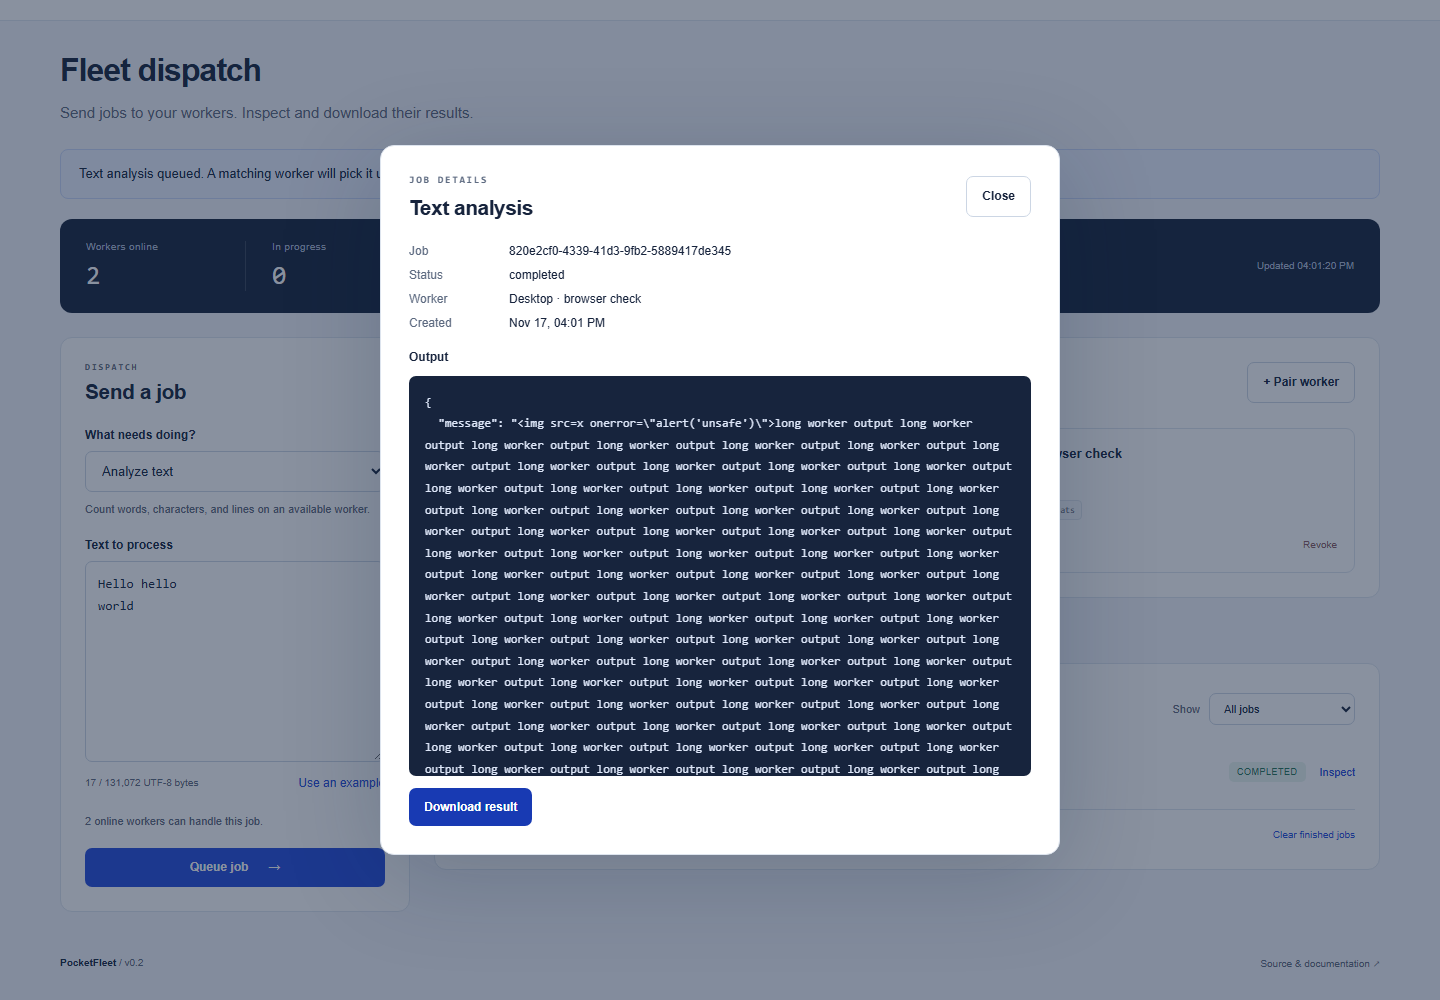 Fleet dispatch
Send jobs to your workers. Inspect and download their results.
Text analysis queued. A matching worker will pick it
Workers online
2
In progress
0
Updated 04:01:20 PM
DISPATCH
Send a job
What needs doing?
Analyze text
Count words, characters, and lines on an available worker.
Text to process
Hello hello
world
17 / 131,072 UTF-8 bytes
Use an example
2 online workers can handle this job.
Queue job →
JOB DETAILS
Text analysis
Close
Job 820e2cf0-4339-41d3-9fb2-5889417de345
Status completed
Worker Desktop · browser check
Created Nov 17, 04:01 PM
Output
{
"message": "<img src=x onerror=\"alert('unsafe')\">long worker output long worker
output long worker output long worker output long worker output long worker output long
worker output long worker output long worker output long worker output long worker output
long worker output long worker output long worker output long worker output long worker
output long worker output long worker output long worker output long worker output long
worker output long worker output long worker output long worker output long worker output
long worker output long worker output long worker output long worker output long worker
output long worker output long worker output long worker output long worker output long
worker output long worker output long worker output long worker output long worker output
long worker output long worker output long worker output long worker output long worker
output long worker output long worker output long worker output long worker output long
worker output long worker output long worker output long worker output long worker output
long worker output long worker output long worker output long worker output long worker
output long worker output long worker output long worker output long worker output long
worker output long worker output long worker output long worker output long worker output
long worker output long worker output long worker output long worker output long worker
output long worker output long worker output long worker output long worker output long
Download result
+ Pair worker
check
Revoke
Show
All jobs
COMPLETED
Inspect
Clear finished jobs
PocketFleet / v0.2
Source & documentation ↗